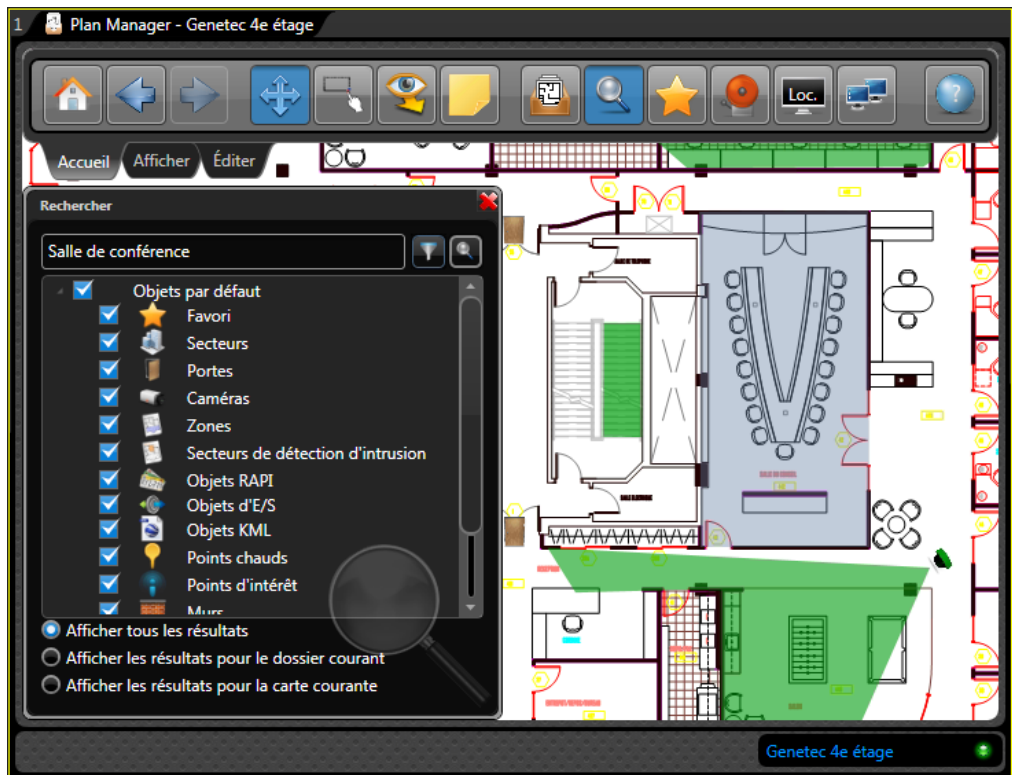 1 Plan Manager - Genetec 4e étage
Loc.
?
Accueil Afficher Éditer
Rechercher
Salle de conférence
Objets par défaut
Favori
Secteurs
Portes
Caméras
Zones
Secteurs de détection d'intrusion
Objets RAPI
Objets d'E/S
Objets KML
Points chauds
Points d'intérêt
Murs
Afficher tous les résultats
Afficher les résultats pour le dossier courant
Afficher les résultats pour la carte courante
Genetec 4e étage